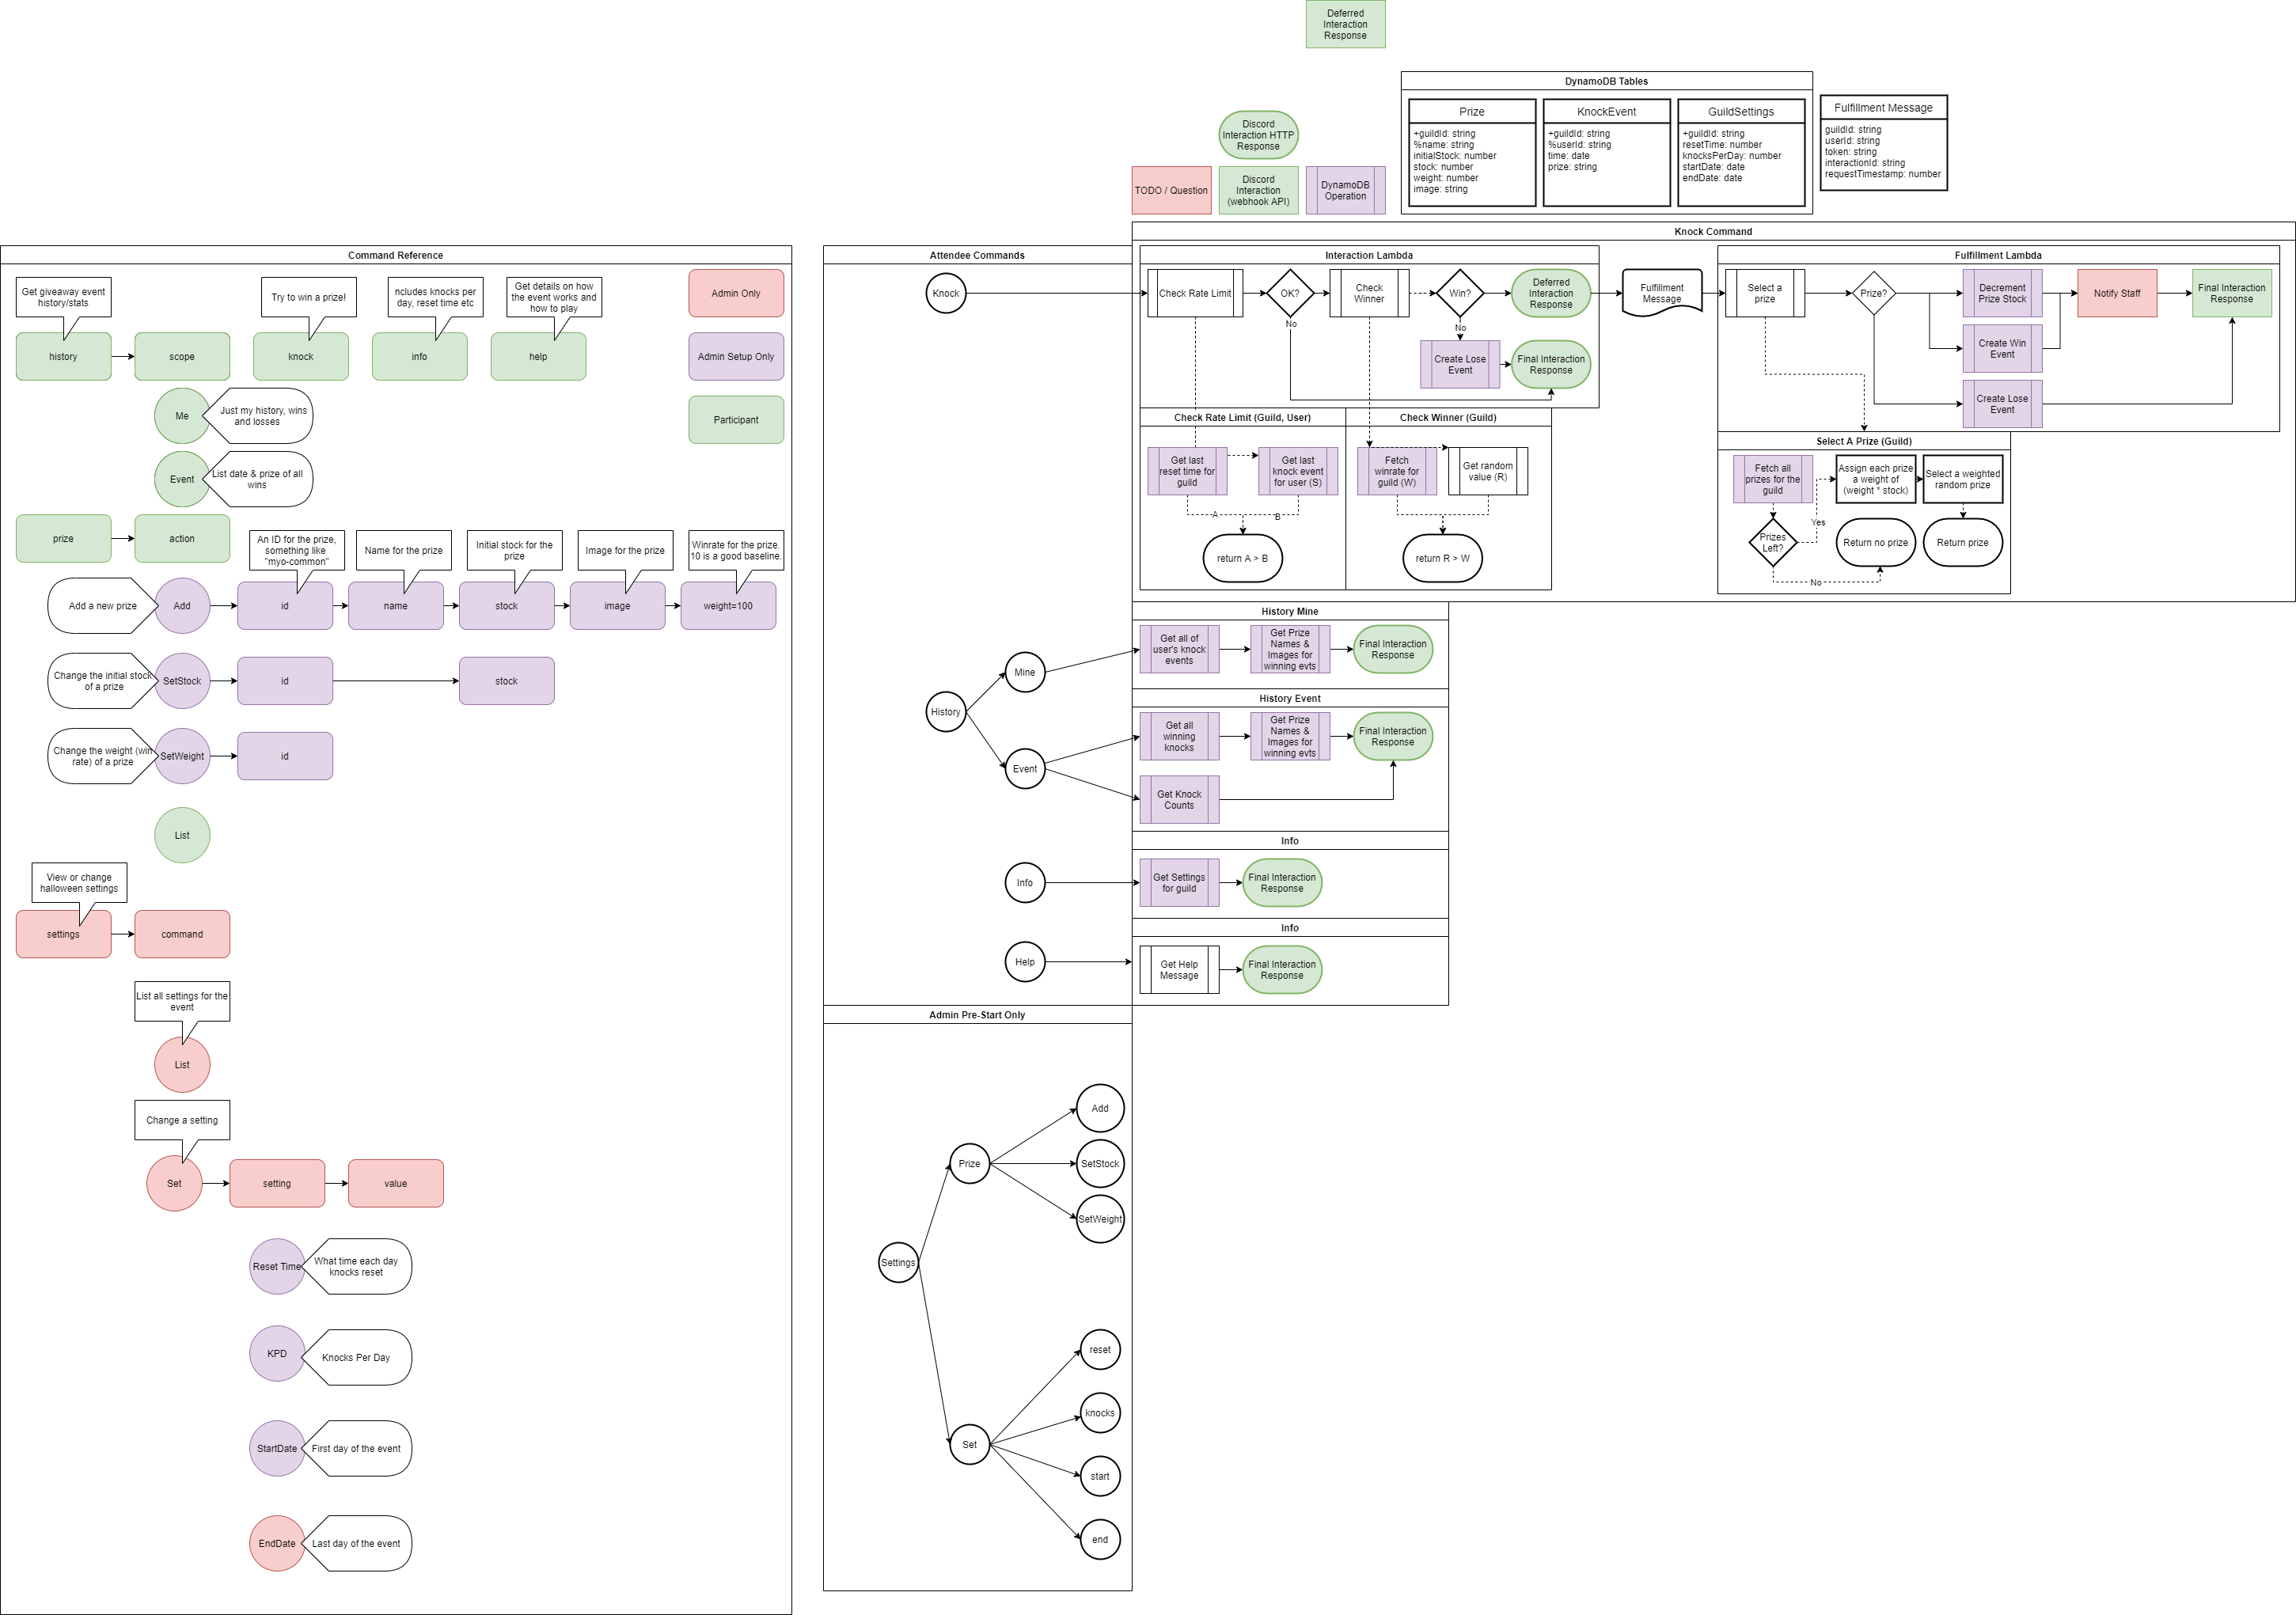 Deferred
Interaction
Response
DynamoDB Tables
Prize
+guildId: string
%name: string
initialStock: number
stock: number
weight: number
image: string
KnockEvent
+guildId: string
%userId: string
time: date
prize: string
GuildSettings
+guildId: string
resetTime: number
knocksPerDay: number
startDate: date
endDate: date
Fulfillment Message
guildId: string
userId: string
token: string
interactionId: string
requestTimestamp: number
Discord
Interaction HTTP
Response
TODO / Question
Discord
Interaction
(webhook API)
DynamoDB
Operation
Command Reference
Get giveaway event
history/stats
Try to win a prize!
ncludes knocks per
day, reset time etc
Get details on how
the event works and
how to play
Admin Only
history
scope
knock
info
help
Admin Setup Only
Me
Just my history, wins
and losses
Participant
Event
List date & prize of all
wins
prize
action
An ID for the prize,
something like
"myo-common"
Name for the prize
Initial stock for the
prize
Image for the prize
Winrate for the prize.
10 is a good baseline.
Add a new prize
Add
id
name
stock
image
weight=100
Change the initial stock
of a prize
SetStock
id
stock
Change the weight (win
rate) of a prize
SetWeight
id
List
View or change
halloween settings
settings
command
List all settings for the
event
List
Change a setting
Set
setting
value
Reset Time
What time each day
knocks reset
KPD
Knocks Per Day
StartDate
First day of the event
EndDate
Last day of the event
Attendee Commands
Knock
History
Mine
Event
Info
Help
Admin Pre-Start Only
Settings
Prize
Add
SetStock
SetWeight
Set
reset
knocks
start
end
Knock Command
Interaction Lambda
Check Rate Limit
OK?
No
Check
Winner
Win?
No
Deferred
Interaction
Response
Create Lose
Event
Final Interaction
Response
Check Rate Limit (Guild, User)
Get last
reset time for
guild
Get last
knock event
for user (S)
A
B
return A > B
Check Winner (Guild)
Fetch
winrate for
guild (W)
Get random
value (R)
return R > W
Fulfillment
Message
Fulfillment Lambda
Select a
prize
Prize?
Decrement
Prize Stock
Create Win
Event
Create Lose
Event
Notify Staff
Final Interaction
Response
Select A Prize (Guild)
Fetch all
prizes for the
guild
Assign each prize
a weight of
(weight * stock)
Select a weighted
random prize
Yes
Prizes
Left?
Return no prize
Return prize
No
History Mine
Get all of
user's knock
events
Get Prize
Names &
Images for
winning evts
Final Interaction
Response
History Event
Get all
winning
knocks
Get Prize
Names &
Images for
winning evts
Final Interaction
Response
Get Knock
Counts
Info
Get Settings
for guild
Final Interaction
Response
Info
Get Help
Message
Final Interaction
Response